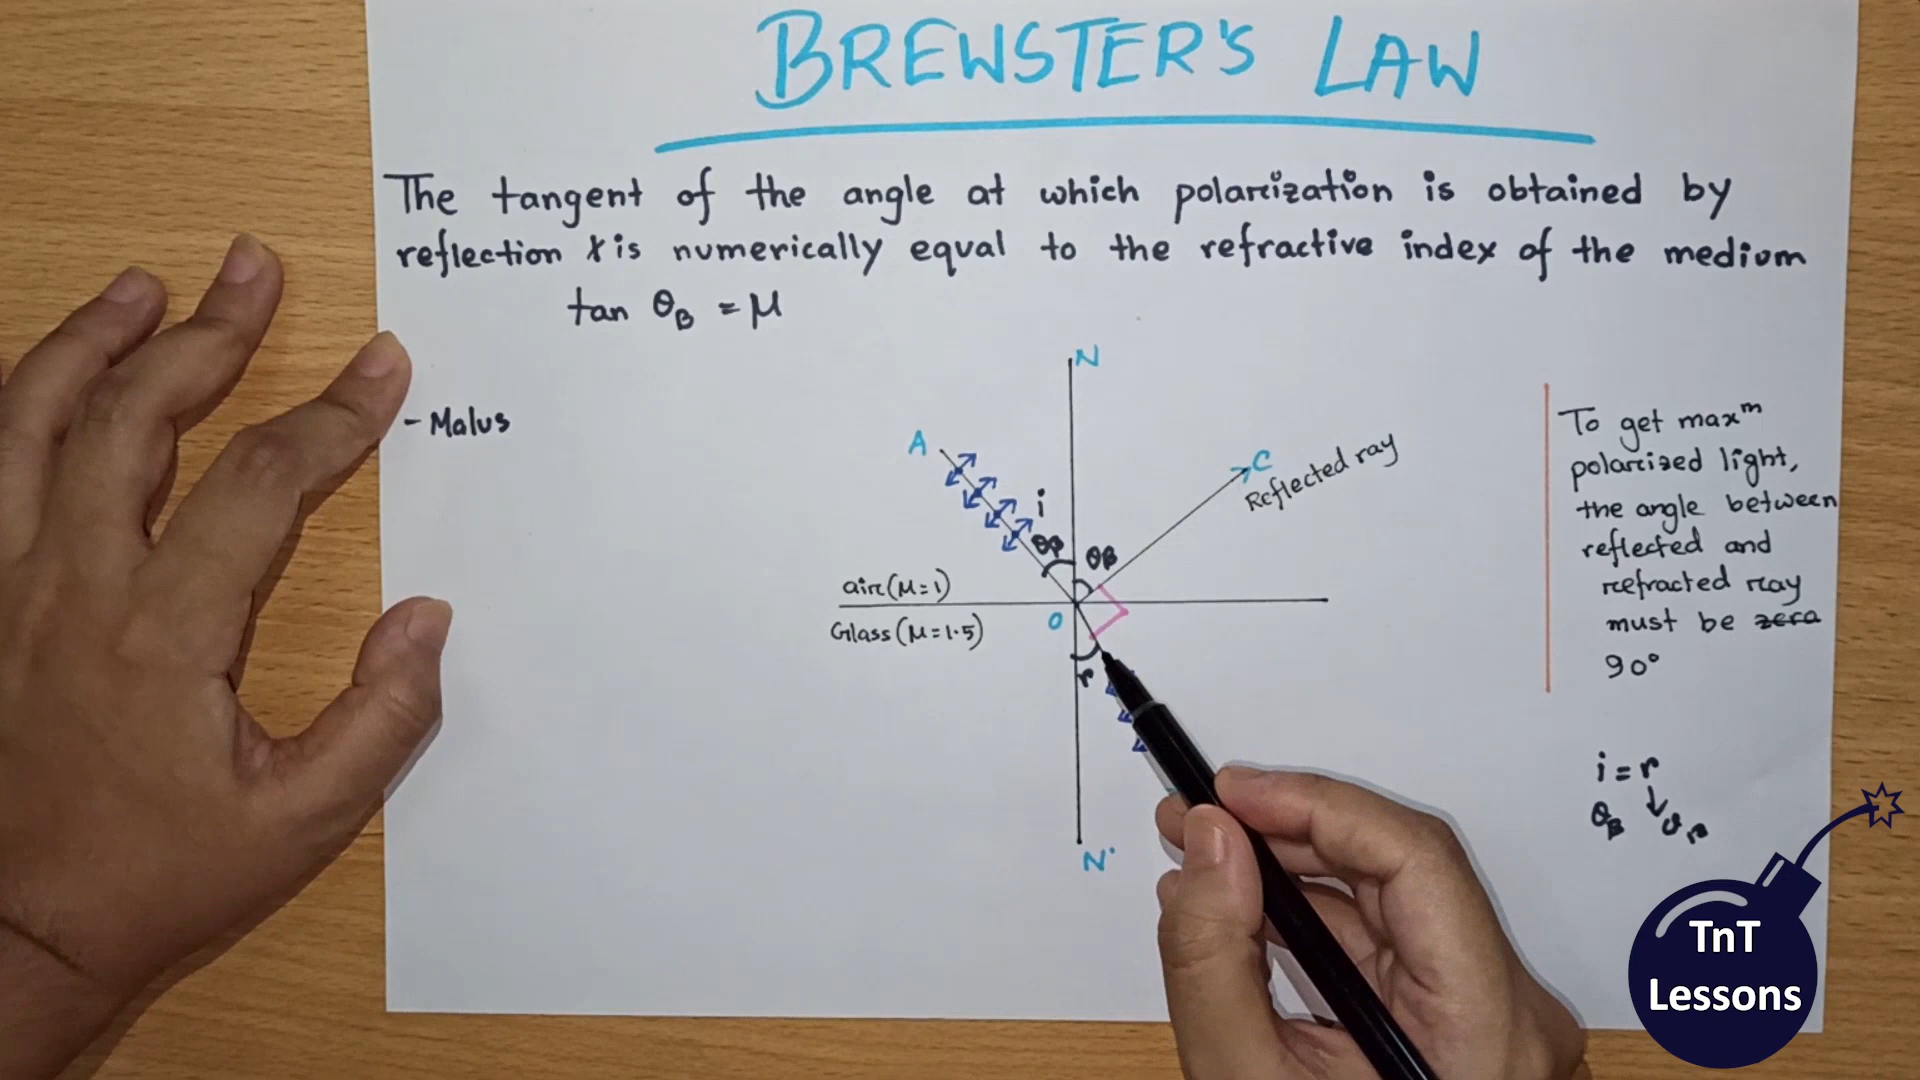 BREWSTER'S LAW
The tangent of the angle at which polarization is obtained by
reflection is numerically equal to the refractive index of the medium
tan θB = μ
- Malus
N
A
i
θB
θB
C
Reflected ray
air (μ=1)
Glass (μ=1.5)
O
r
N'
To get maxm
polarized light,
the angle between
reflected and
refracted ray
must be zero
90°
i = r
θB
TnT
Lessons